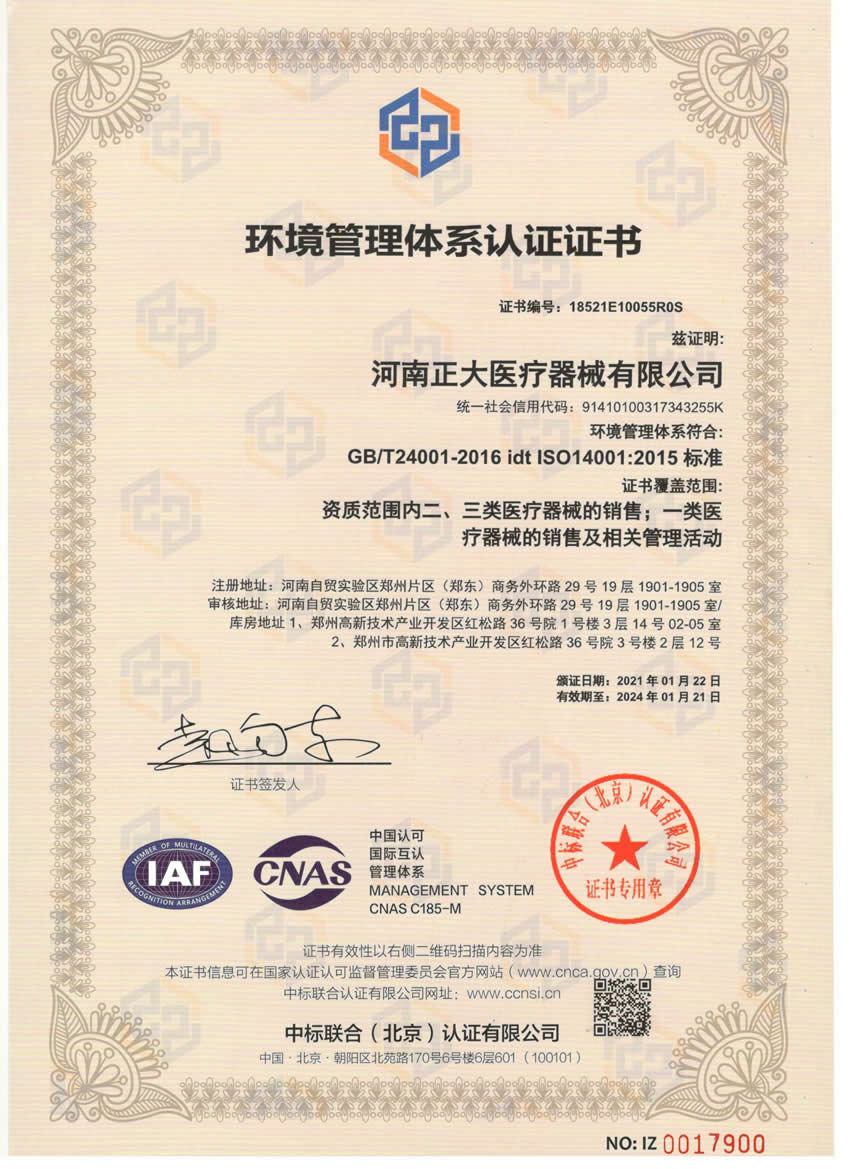 环境管理体系认证证书
证书编号：18521E10055R0S
兹证明:
河南正大医疗器械有限公司
统一社会信用代码：91410100317343255K
环境管理体系符合:
GB/T24001-2016 idt ISO14001:2015 标准
证书覆盖范围:
资质范围内二、三类医疗器械的销售；一类医
疗器械的销售及相关管理活动
注册地址：河南自贸实验区郑州片区（郑东）商务外环路 29 号 19 层 1901-1905 室
审核地址：河南自贸实验区郑州片区（郑东）商务外环路 29 号 19 层 1901-1905 室/
库房地址 1、郑州高新技术产业开发区红松路 36 号院 1 号楼 3 层 14 号 02-05 室
2、郑州市高新技术产业开发区红松路 36 号院 3 号楼 2 层 12 号
颁证日期：2021 年 01 月 22 日
有效期至：2024 年 01 月 21 日
证书签发人
MEMBER OF MULTILATERAL
IAF
RECOGNITION ARRANGEMENT
CNAS
中国认可
国际互认
管理体系
MANAGEMENT SYSTEM
CNAS C185-M
中标联合（北京）认证有限公司
证书专用章
证书有效性以右侧二维码扫描内容为准
本证书信息可在国家认证认可监督管理委员会官方网站（www.cnca.gov.cn）查询
中标联合认证有限公司网址：www.ccnsi.cn
中标联合（北京）认证有限公司
中国·北京·朝阳区北苑路170号6号楼6层601（100101）
NO: IZ 0017900